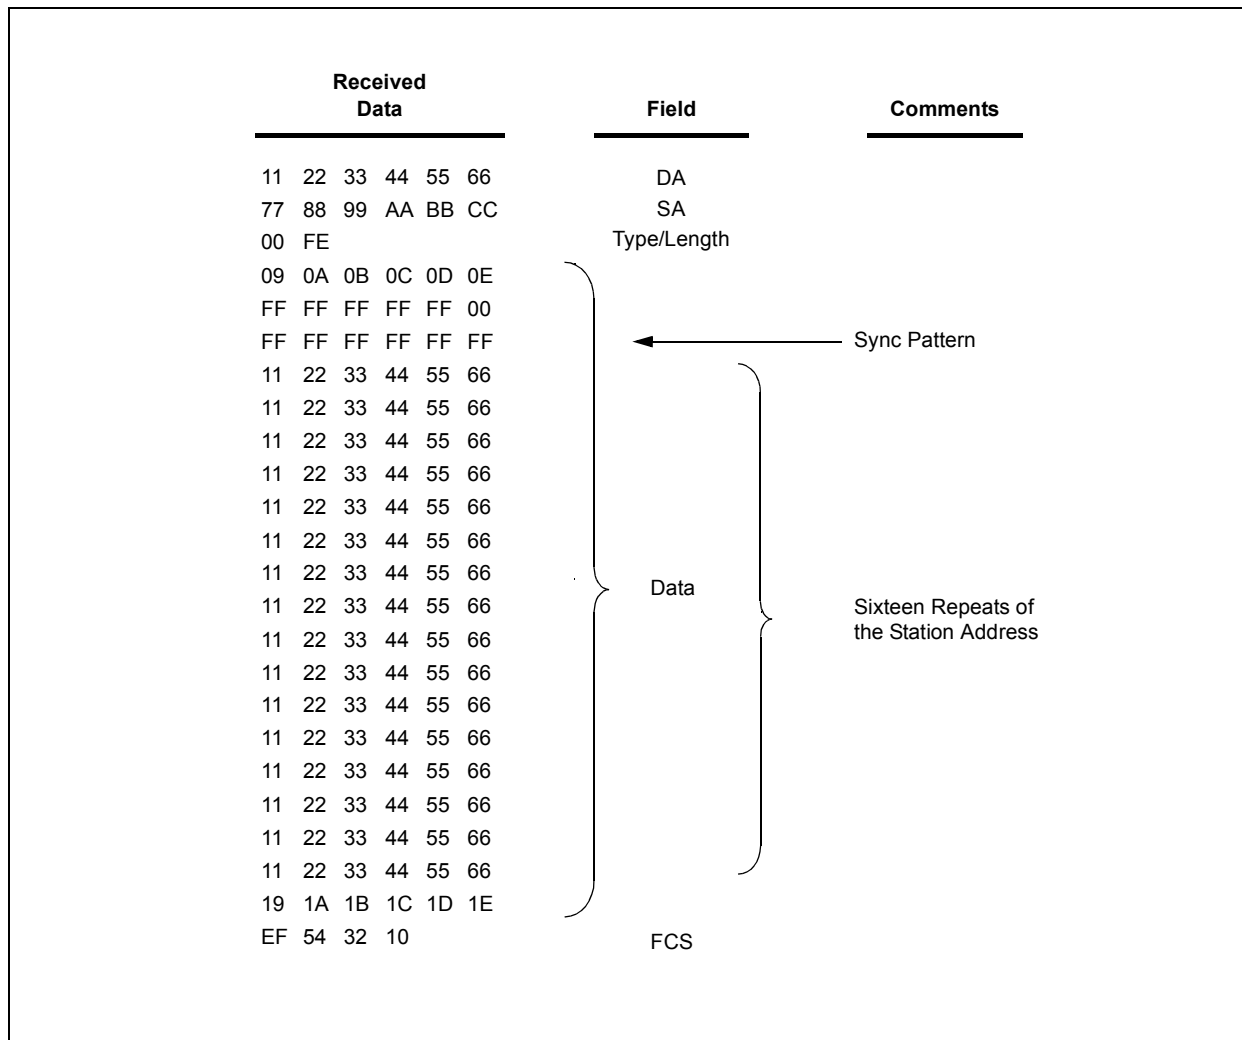 Received
Data Field Comments
11 22 33 44 55 66 DA
77 88 99 AA BB CC SA
00 FE Type/Length
09 0A 0B 0C 0D 0E
FF FF FF FF FF 00
FF FF FF FF FF FF Sync Pattern
11 22 33 44 55 66
11 22 33 44 55 66
11 22 33 44 55 66
11 22 33 44 55 66
11 22 33 44 55 66
11 22 33 44 55 66
11 22 33 44 55 66 Data
11 22 33 44 55 66 Sixteen Repeats of
11 22 33 44 55 66 the Station Address
11 22 33 44 55 66
11 22 33 44 55 66
11 22 33 44 55 66
11 22 33 44 55 66
11 22 33 44 55 66
11 22 33 44 55 66
11 22 33 44 55 66
19 1A 1B 1C 1D 1E
EF 54 32 10 FCS